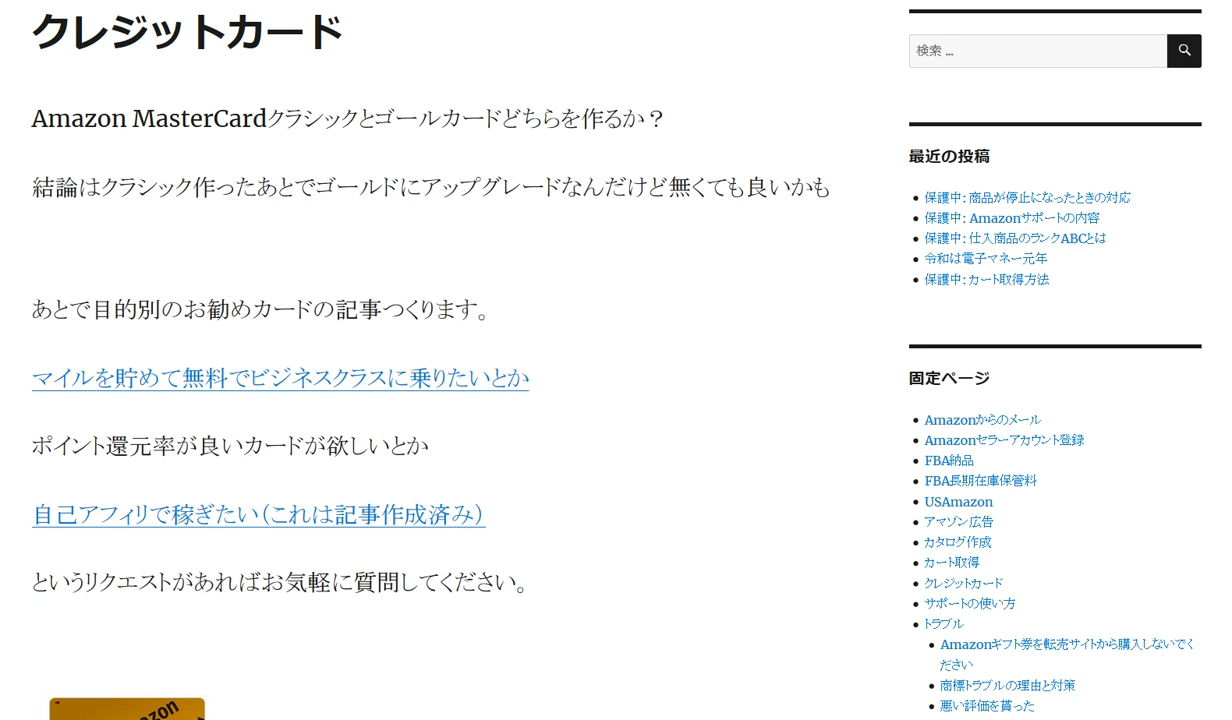 クレジットカード
Amazon MasterCardクラシックとゴールカードどちらを作るか？
結論はクラシック作ったあとでゴールドにアップグレードなんだけど無くても良いかも
あとで目的別のお勧めカードの記事つくります。
マイルを貯めて無料でビジネスクラスに乗りたいとか
ポイント還元率が良いカードが欲しいとか
自己アフィリで稼ぎたい（これは記事作成済み）
というリクエストがあればお気軽に質問してください。
azon
検索 ...
最近の投稿
保護中: 商品が停止になったときの対応
保護中: Amazonサポートの内容
保護中: 仕入商品のランクABCとは
令和は電子マネー元年
保護中: カート取得方法
固定ページ
Amazonからのメール
Amazonセラーアカウント登録
FBA納品
FBA長期在庫保管料
USAmazon
アマゾン広告
カタログ作成
カート取得
クレジットカード
サポートの使い方
トラブル
Amazonギフト券を転売サイトから購入しないでく
ださい
商標トラブルの理由と対策
悪い評価を貰った